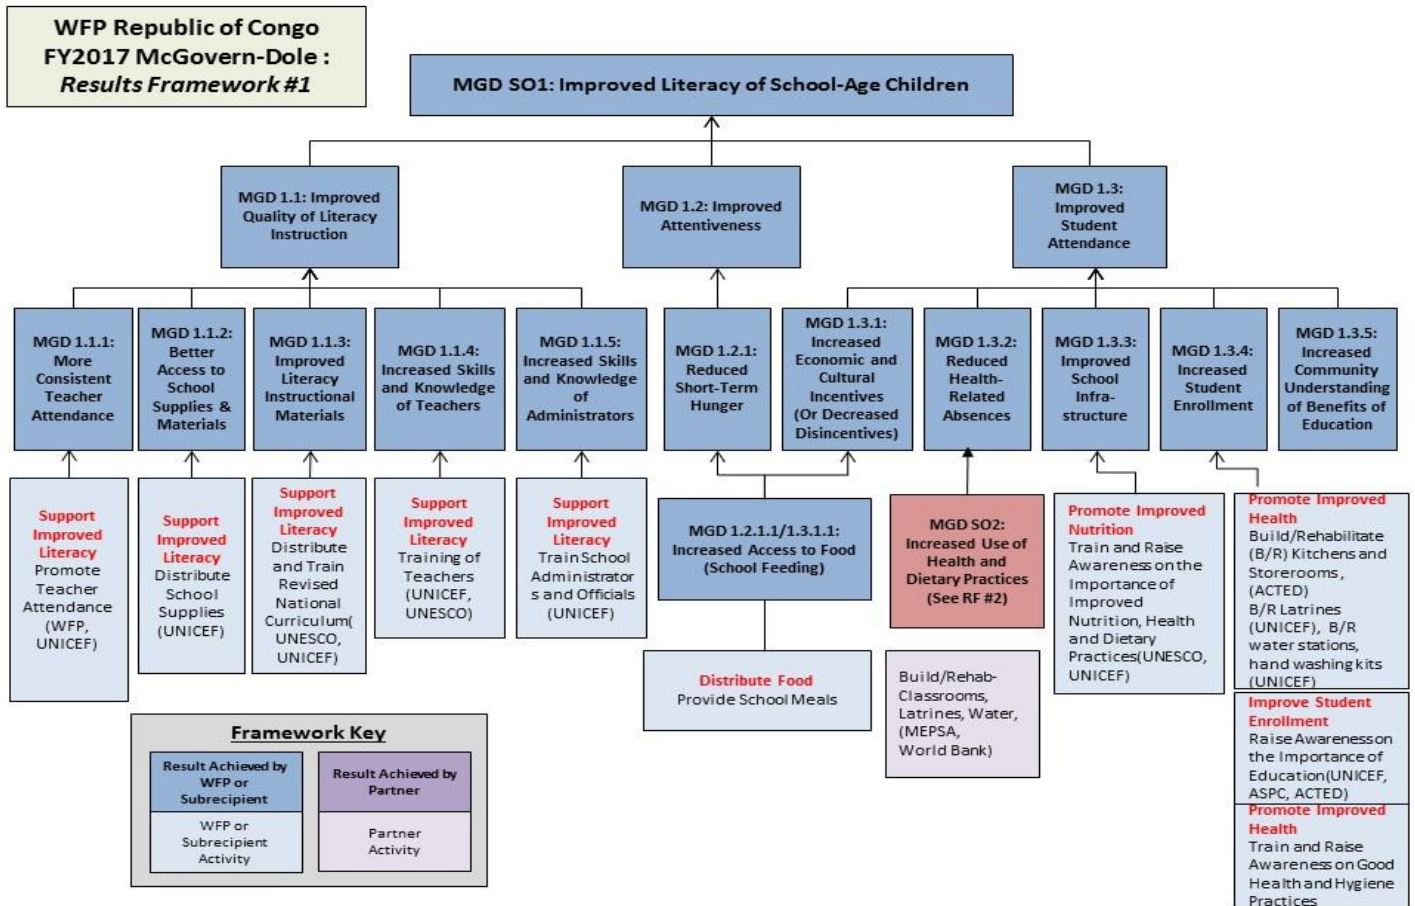 WFP Republic of Congo
FY2017 McGovern-Dole :
Results Framework #1
MGD SO1: Improved Literacy of School-Age Children
MGD 1.1: Improved
Quality of Literacy
Instruction
MGD 1.2: Improved
Attentiveness
MGD 1.3:
Improved
Student
Attendance
MGD 1.1.1:
More
Consistent
Teacher
Attendance
MGD 1.1.2:
Better
Access to
School
Supplies &
Materials
MGD 1.1.3:
Improved
Literacy
Instructional
Materials
MGD 1.1.4:
Increased Skills
and Knowledge
of Teachers
MGD 1.1.5:
Increased Skills
and Knowledge
of
Administrators
MGD 1.2.1:
Reduced
Short-Term
Hunger
MGD 1.3.1:
Increased
Economic and
Cultural
Incentives
(Or Decreased
Disincentives)
MGD 1.3.2:
Reduced
Health-
Related
Absences
MGD 1.3.3:
Improved
School
Infra-
structure
MGD 1.3.4:
Increased
Student
Enrollment
MGD 1.3.5:
Increased
Community
Understanding
of Benefits of
Education
Support
Improved
Literacy
Promote
Teacher
Attendance
(WFP,
UNICEF)
Support
Improved
Literacy
Distribute
School
Supplies
(UNICEF)
Support
Improved
Literacy
Distribute
and Train
Revised
National
Curriculum(
UNESCO,
UNICEF)
Support
Improved
Literacy
Training of
Teachers
(UNICEF,
UNESCO)
Support
Improved
Literacy
Train School
Administrator
s and Officials
(UNICEF)
MGD 1.2.1.1/1.3.1.1:
Increased Access to Food
(School Feeding)
Distribute Food
Provide School Meals
MGD SO2:
Increased Use of
Health and
Dietary Practices
(See RF #2)
Build/Rehab-
Classrooms,
Latrines, Water,
(MEPSA,
World Bank)
Promote Improved
Nutrition
Train and Raise
Awareness on the
Importance of
Improved
Nutrition, Health
and Dietary
Practices(UNESCO,
UNICEF)
Promote Improved
Health
Build/Rehabilitate
(B/R) Kitchens and
Storerooms,
(ACTED)
B/R Latrines
(UNICEF), B/R
water stations,
hand washing kits
(UNICEF)
Improve Student
Enrollment
Raise Awareness on
the Importance of
Education(UNICEF,
ASPC, ACTED)
Promote Improved
Health
Train and Raise
Awareness on Good
Health and Hygiene
Practices
Framework Key
Result Achieved by
WFP or
Subrecipient
Result Achieved by
Partner
WFP or
Subrecipient
Activity
Partner
Activity